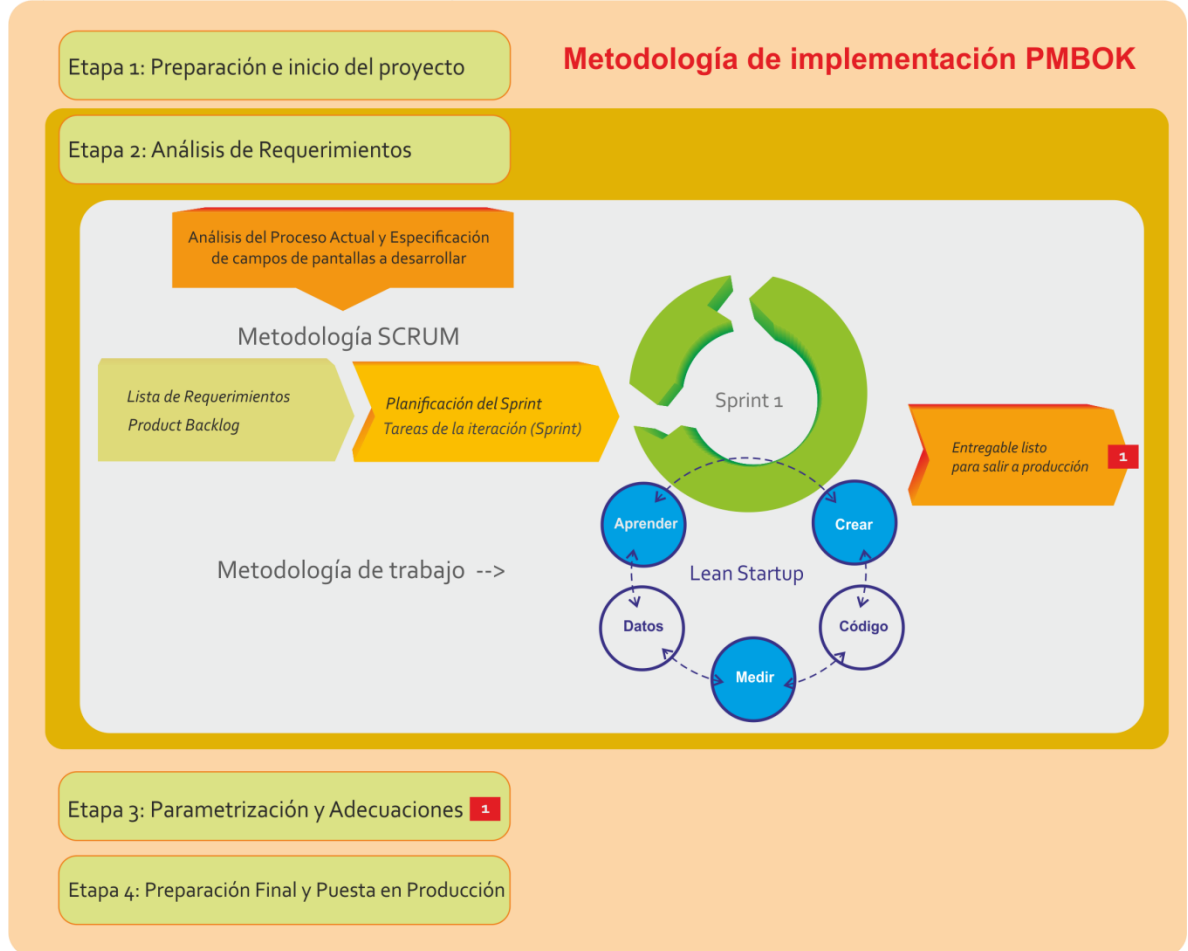 Etapa 1: Preparación e inicio del proyecto
Metodología de implementación PMBOK
Etapa 2: Análisis de Requerimientos
Análisis del Proceso Actual y Especificación
de campos de pantallas a desarrollar
Metodología SCRUM
Lista de Requerimientos
Product Backlog
Planificación del Sprint
Tareas de la iteración (Sprint)
Sprint 1
Entregable listo
para salir a producción
1
Aprender
Crear
Metodología de trabajo -->
Lean Startup
Datos
Código
Medir
Etapa 3: Parametrización y Adecuaciones 1
Etapa 4: Preparación Final y Puesta en Producción